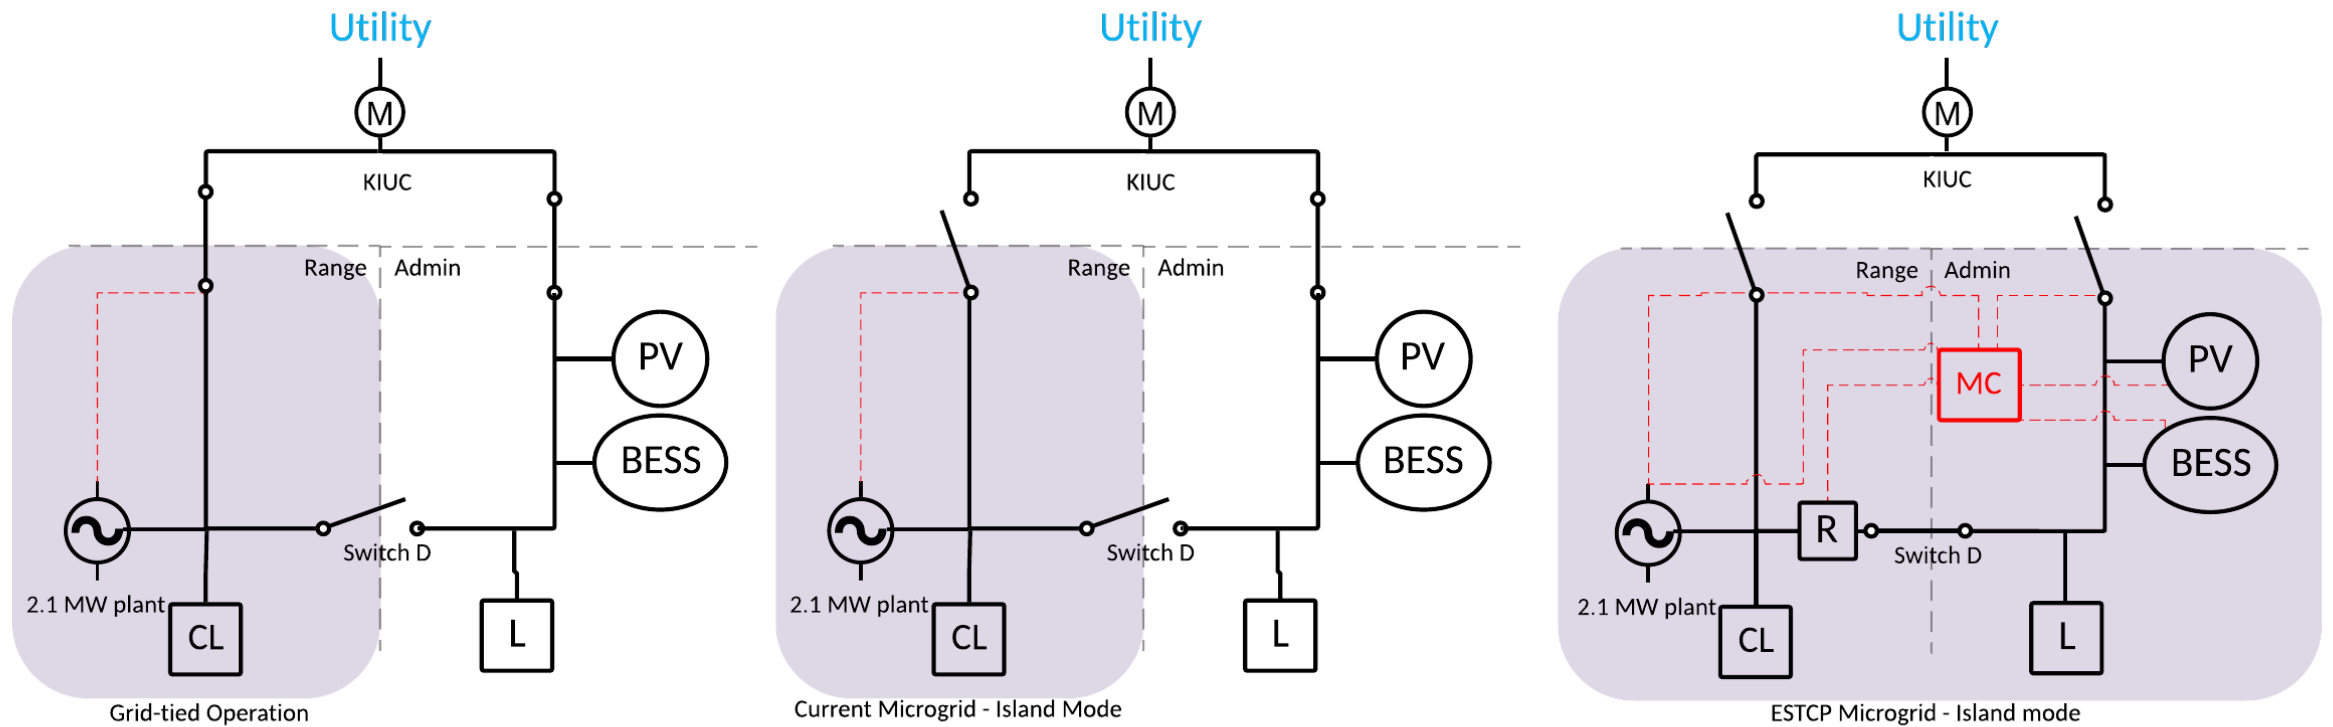 Utility
M
KIUC
Range
Admin
PV
BESS
Switch D
2.1 MW plant
CL
L
Grid-tied Operation
Utility
M
KIUC
Range
Admin
PV
BESS
Switch D
2.1 MW plant
CL
L
Current Microgrid - Island Mode
Utility
M
KIUC
Range
Admin
PV
MC
BESS
R
Switch D
2.1 MW plant
CL
L
ESTCP Microgrid - Island mode